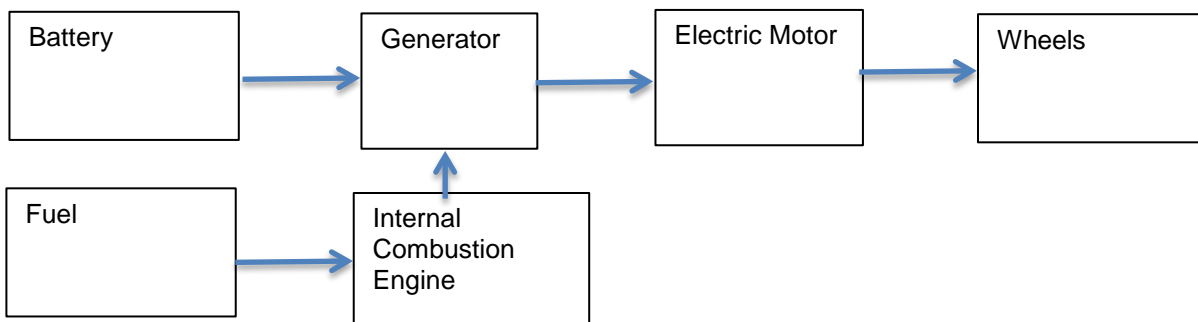 Battery
Generator
Electric Motor
Wheels
Fuel
Internal
Combustion
Engine